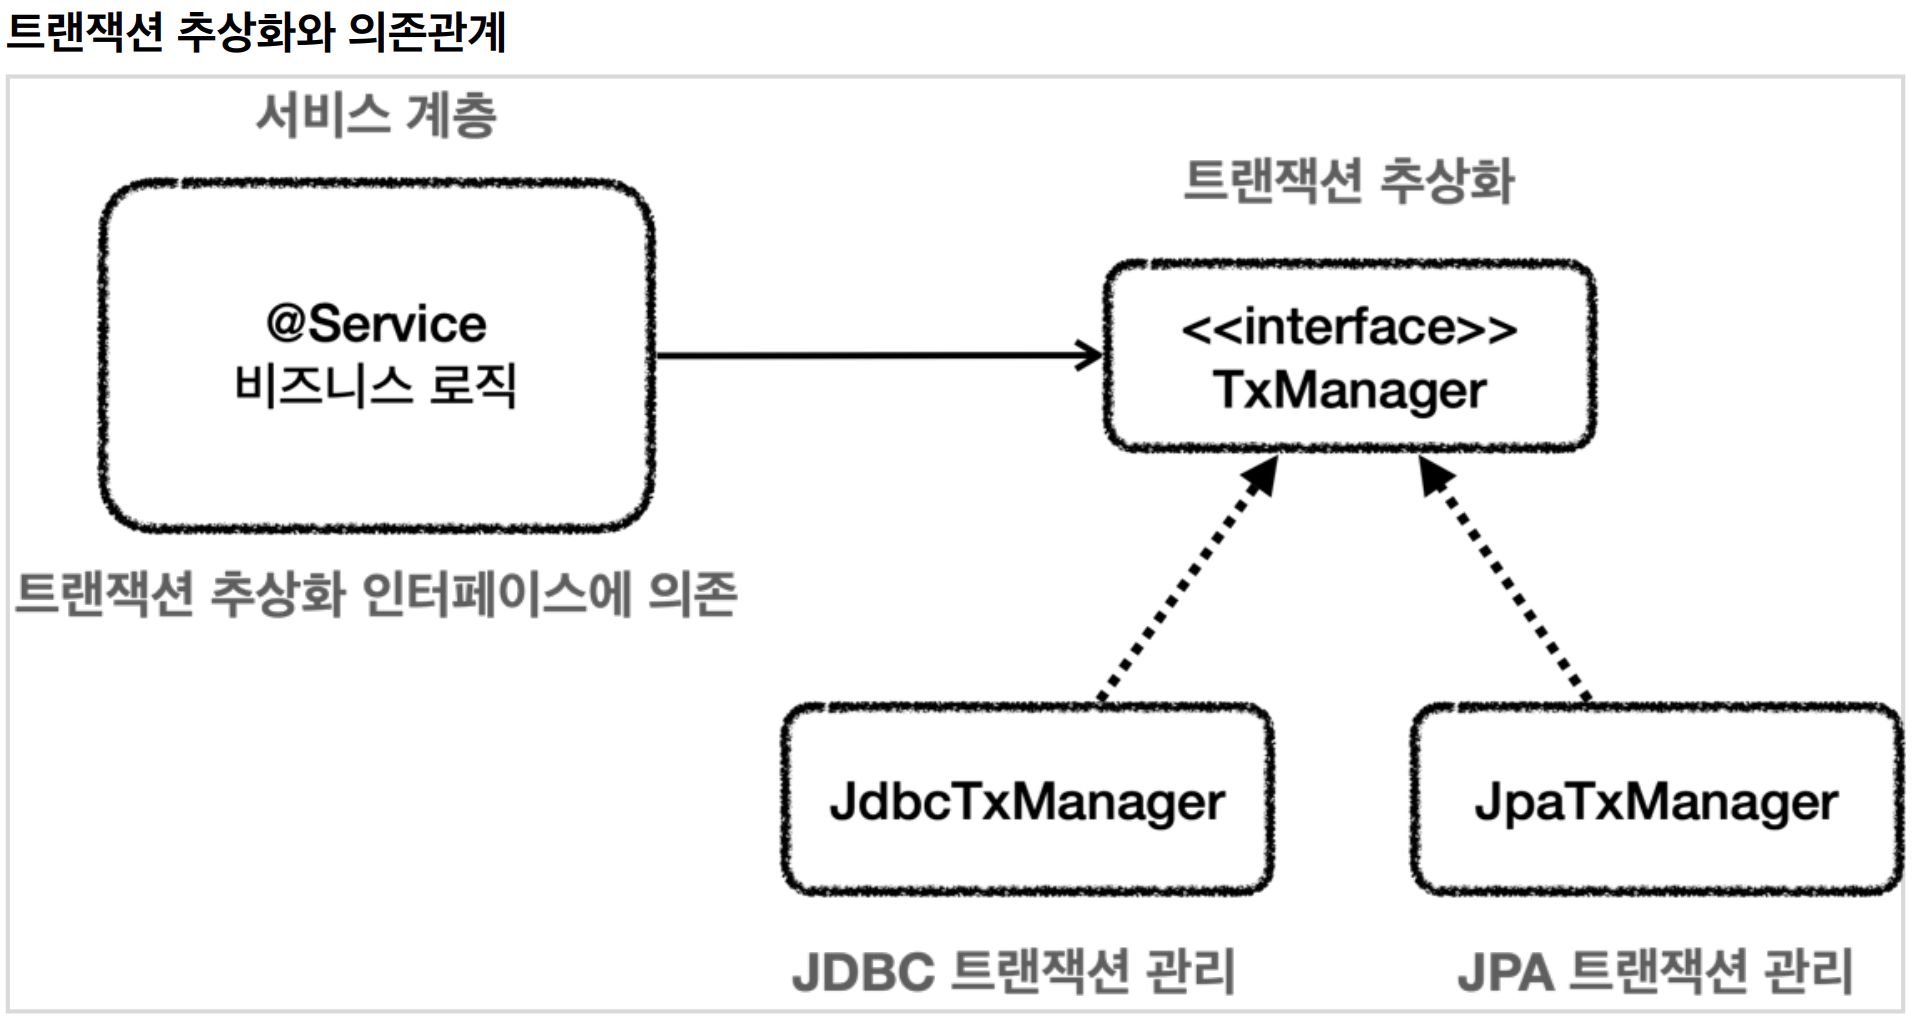 트랜잭션 추상화와 의존관계
서비스 계층
트랜잭션 추상화
@Service
비즈니스 로직
<<interface>>
TxManager
트랜잭션 추상화 인터페이스에 의존
JdbcTxManager
JpaTxManager
JDBC 트랜잭션 관리
JPA 트랜잭션 관리